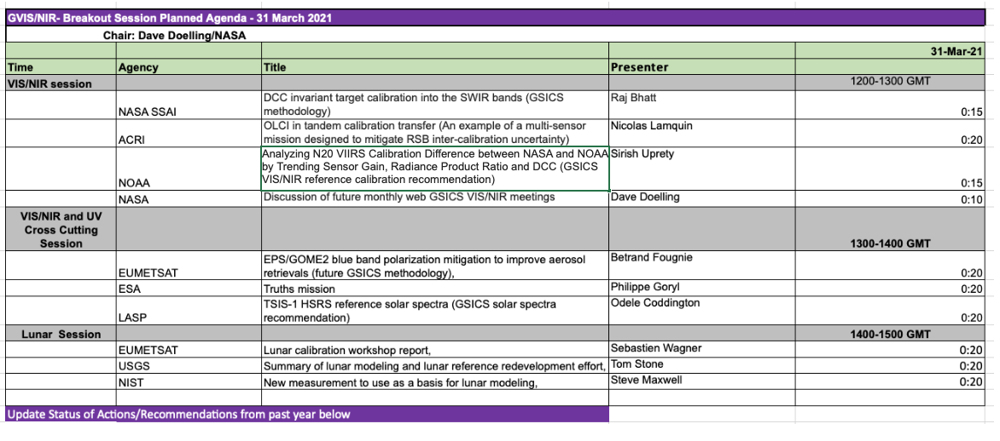 GVIS/NIR- Breakout Session Planned Agenda - 31 March 2021
Chair: Dave Doelling/NASA
31-Mar-21
Time Agency Title Presenter
VIS/NIR session 1200-1300 GMT
DCC invariant target calibration into the SWIR bands (GSICS Raj Bhatt
NASA SSAI methodology) 0:15
OLCI in tandem calibration transfer (An example of a multi-sensor Nicolas Lamquin
ACRI mission designed to mitigate RSB inter-calibration uncertainty) 0:20
Analyzing N20 VIIRS Calibration Difference between NASA and NOAA Sirish Uprety
by Trending Sensor Gain, Radiance Product Ratio and DCC (GSICS
NOAA VIS/NIR reference calibration recommendation) 0:15
NASA Discussion of future monthly web GSICS VIS/NIR meetings Dave Doelling 0:10
VIS/NIR and UV
Cross Cutting
Session 1300-1400 GMT
EPS/GOME2 blue band polarization mitigation to improve aerosol Betrand Fougnie
EUMETSAT retrievals (future GSICS methodology), 0:20
ESA Truths mission Philippe Goryl 0:20
TSIS-1 HSRS reference solar spectra (GSICS solar spectra Odele Coddington
LASP recommendation) 0:20
Lunar Session 1400-1500 GMT
EUMETSAT Lunar calibration workshop report, Sebastien Wagner 0:20
USGS Summary of lunar modeling and lunar reference redevelopment effort, Tom Stone 0:20
NIST New measurement to use as a basis for lunar modeling, Steve Maxwell 0:20
Update Status of Actions/Recommendations from past year below